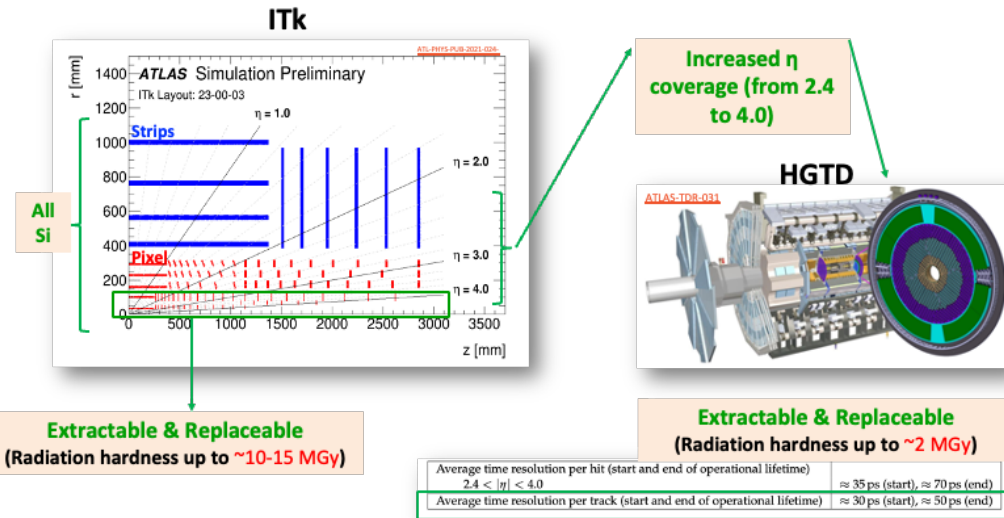 ITk
ATL-PHYS-PUB-2021-024-
r [mm]
1400
1200
1000
800
600
400
200
0
ATLAS Simulation Preliminary
ITk Layout: 23-00-03
η = 1.0
Strips
η = 2.0
Pixel
η = 3.0
η = 4.0
0 500 1000 1500 2000 2500 3000 3500
z [mm]
All
Si
Increased η
coverage (from 2.4
to 4.0)
HGTD
ATLAS-TDR-031
Extractable & Replaceable
(Radiation hardness up to ~10-15 MGy)
Extractable & Replaceable
(Radiation hardness up to ~2 MGy)
Average time resolution per hit (start and end of operational lifetime)
2.4 < |η| < 4.0 ≈ 35 ps (start), ≈ 70 ps (end)
Average time resolution per track (start and end of operational lifetime) ≈ 30 ps (start), ≈ 50 ps (end)